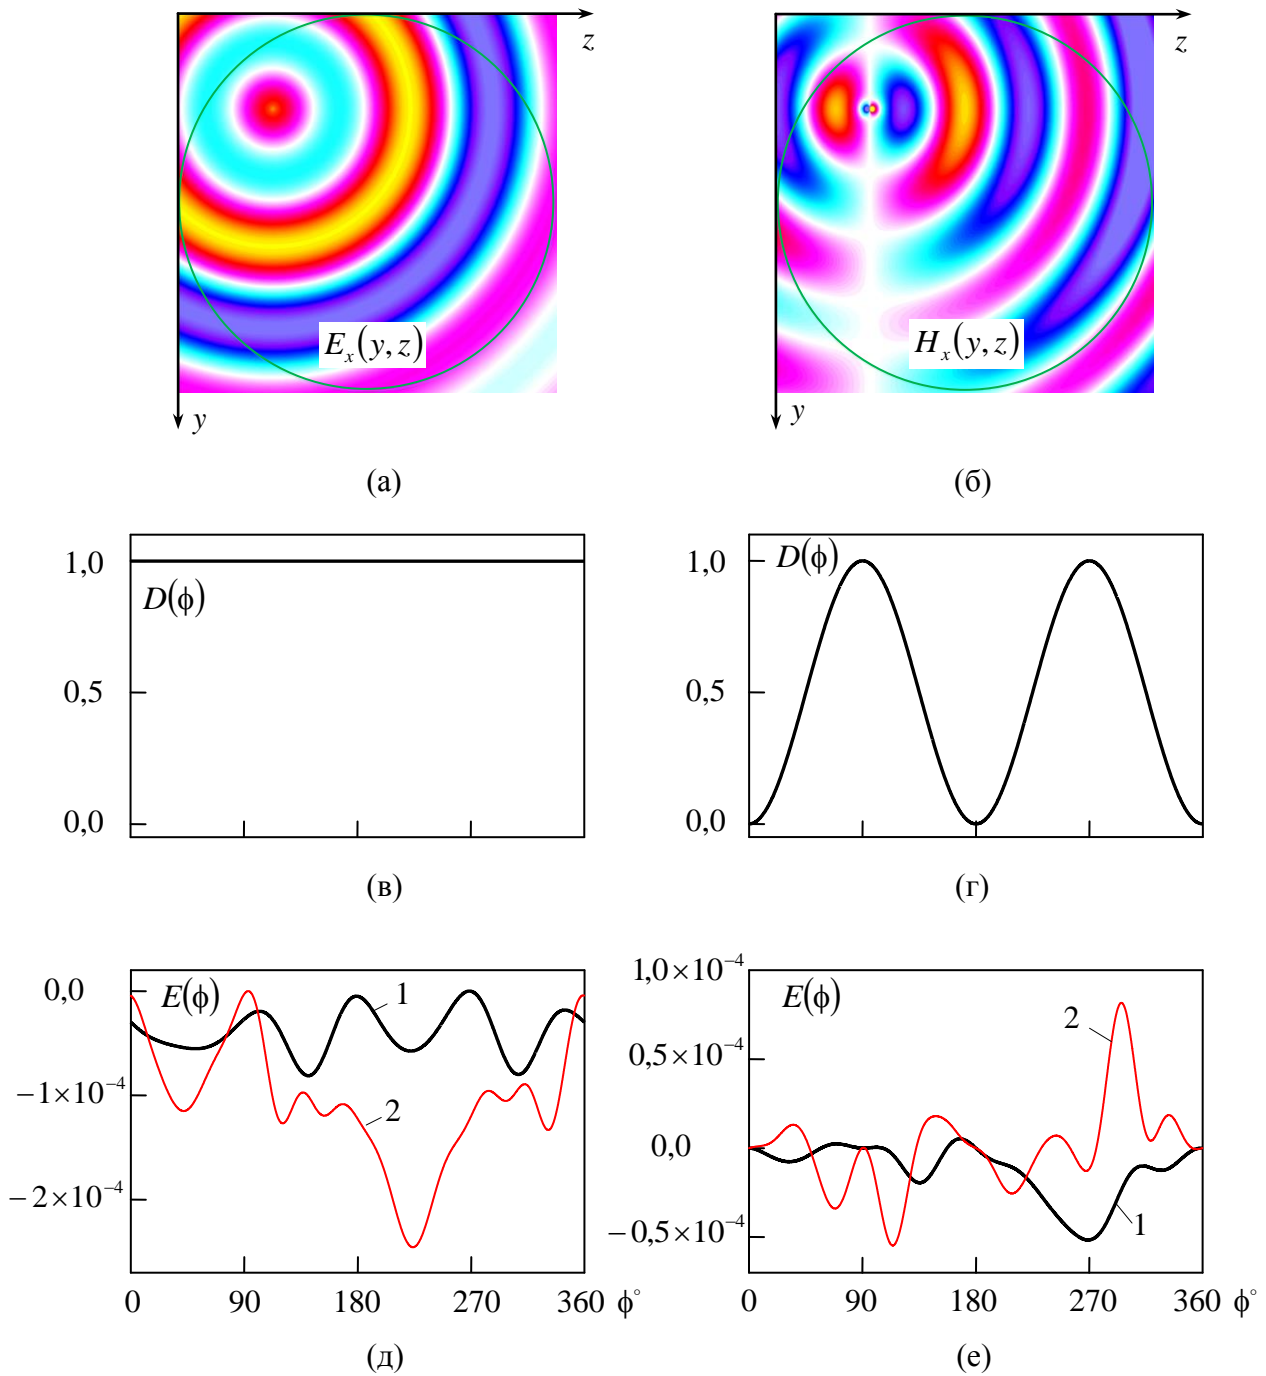 z
E_x(y, z)
y
(а)
z
H_x(y, z)
y
(б)
1,0
D(ϕ)
0,5
0,0
(в)
1,0
D(ϕ)
0,5
0,0
(г)
0,0
E(ϕ)
1
−1×10⁻⁴
2
−2×10⁻⁴
0 90 180 270 360 ϕ°
(д)
1,0×10⁻⁴
E(ϕ)
2
0,5×10⁻⁴
0,0
−0,5×10⁻⁴
1
0 90 180 270 360 ϕ°
(е)